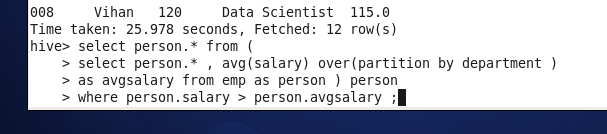 008     Vihan   120     Data Scientist  115.0
Time taken: 25.978 seconds, Fetched: 12 row(s)
hive> select person.* from (
    > select person.* , avg(salary) over(partition by department )
    > as avgsalary from emp as person ) person
    > where person.salary > person.avgsalary ;